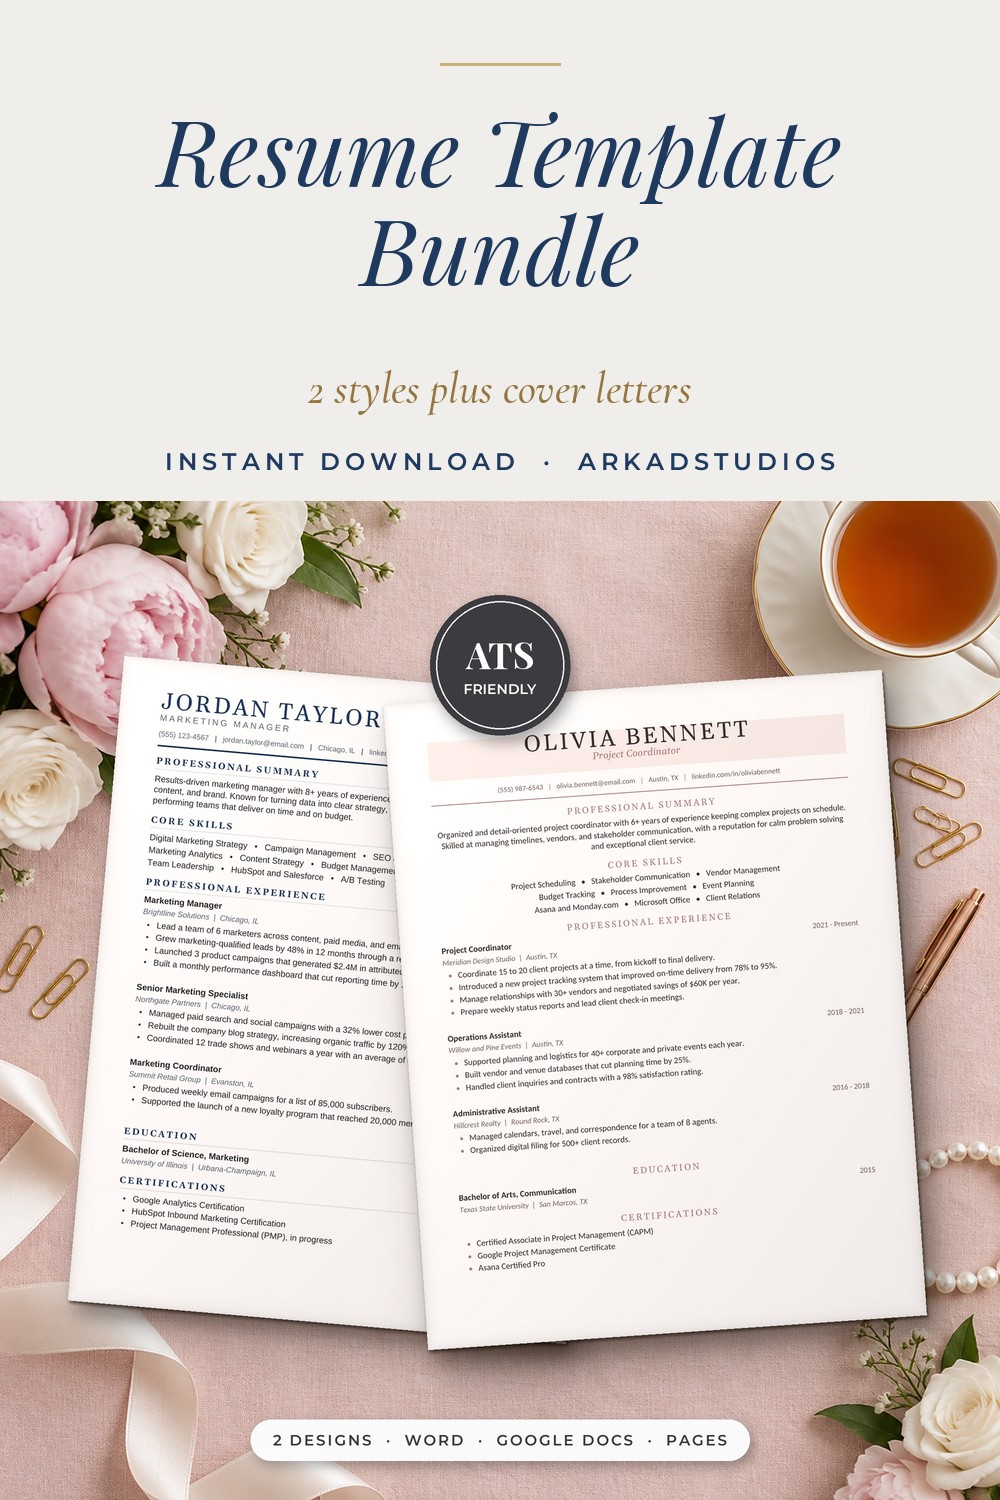 Resume Template
Bundle
2 styles plus cover letters
INSTANT DOWNLOAD · ARKADSTUDIOS
ATS
FRIENDLY
JORDAN TAYLOR
MARKETING MANAGER
(555) 123-4567 | jordan.taylor@email.com | Chicago, IL |
PROFESSIONAL SUMMARY
Results-driven marketing manager with 8+ years of experience
content, and brand. Known for turning data into clear strategy,
performing teams that deliver on time and on budget.
CORE SKILLS
Digital Marketing Strategy • Campaign Management • SEO
Marketing Analytics • Content Strategy • Budget
Team Leadership • HubSpot and Salesforce • A/B Testing
PROFESSIONAL EXPERIENCE
Marketing Manager
Brightline Solutions | Chicago, IL
• Lead a team of 6 marketers across content, paid media, and
• Grew marketing-qualified leads by 48% in 12 months through a
• Launched 3 product campaigns that generated $2.4M in
• Built a monthly performance dashboard that cut reporting time by
Senior Marketing Specialist
Northgate Partners | Chicago, IL
• Managed paid search and social campaigns with a 32% lower cost
• Rebuilt the company blog strategy, increasing organic traffic by 120%
• Coordinated 12 trade shows and webinars a year with an average of
Marketing Coordinator
Summit Retail Group | Evanston, IL
• Produced weekly email campaigns for a list of 85,000 subscribers.
• Supported the launch of a new loyalty program that reached 20,000
EDUCATION
Bachelor of Science, Marketing
University of Illinois | Urbana-Champaign, IL
CERTIFICATIONS
• Google Analytics Certification
• HubSpot Inbound Marketing Certification
• Project Management Professional (PMP), in progress
OLIVIA BENNETT
Project Coordinator
(555) 987-6543 | olivia.bennett@email.com | Austin, TX | linkedin.com/in/oliviabennett
PROFESSIONAL SUMMARY
Organized and detail-oriented project coordinator with 6+ years of experience keeping complex projects on schedule.
Skilled at managing timelines, vendors, and stakeholder communication, with a reputation for calm problem solving
and exceptional client service.
CORE SKILLS
Project Scheduling • Stakeholder Communication • Vendor Management
Budget Tracking • Process Improvement • Event Planning
Asana and Monday.com • Microsoft Office • Client Relations
PROFESSIONAL EXPERIENCE
Project Coordinator 2021 - Present
Meridian Design Studio | Austin, TX
• Coordinate 15 to 20 client projects at a time, from kickoff to final delivery.
• Introduced a new project tracking system that improved on-time delivery from 78% to 95%.
• Manage relationships with 30+ vendors and negotiated savings of $60K per year.
• Prepare weekly status reports and lead client check-in meetings.
Operations Assistant 2018 - 2021
Willow and Pine Events | Austin, TX
• Supported planning and logistics for 40+ corporate and private events each year.
• Built vendor and venue databases that cut planning time by 25%.
• Handled client inquiries and contracts with a 98% satisfaction rating.
Administrative Assistant 2016 - 2018
Hillcrest Realty | Round Rock, TX
• Managed calendars, travel, and correspondence for a team of 8 agents.
• Organized digital filing for 500+ client records.
EDUCATION
Bachelor of Arts, Communication 2015
Texas State University | San Marcos, TX
CERTIFICATIONS
• Certified Associate in Project Management (CAPM)
• Google Project Management Certificate
• Asana Certified Pro
2 DESIGNS · WORD · GOOGLE DOCS · PAGES